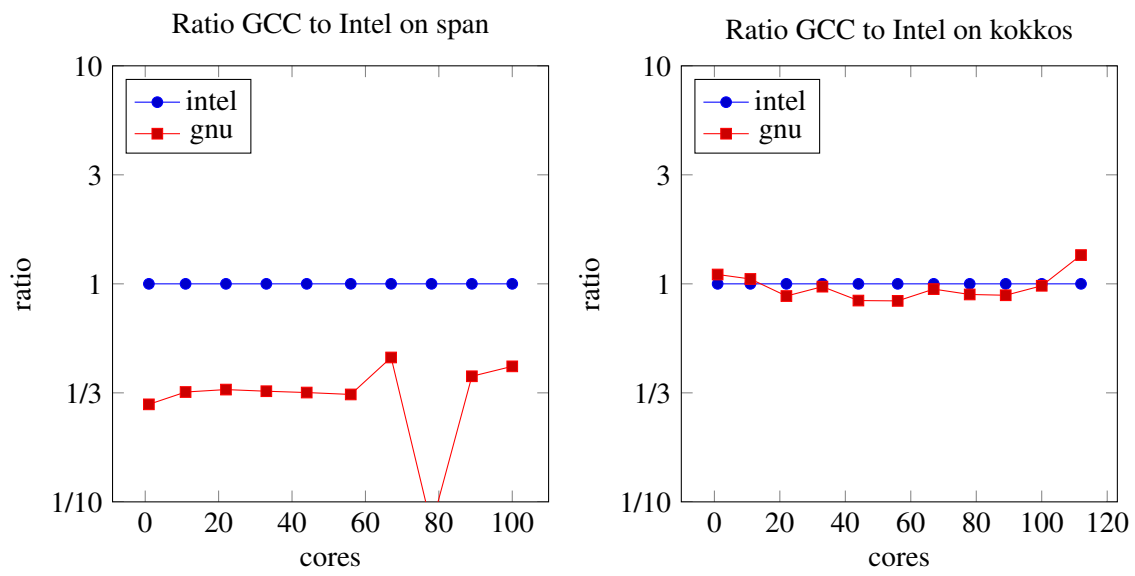 Ratio GCC to Intel on span
10
3
1
1/3
1/10
ratio
intel
gnu
0 20 40 60 80 100
cores
Ratio GCC to Intel on kokkos
10
3
1
1/3
1/10
ratio
intel
gnu
0 20 40 60 80 100 120
cores